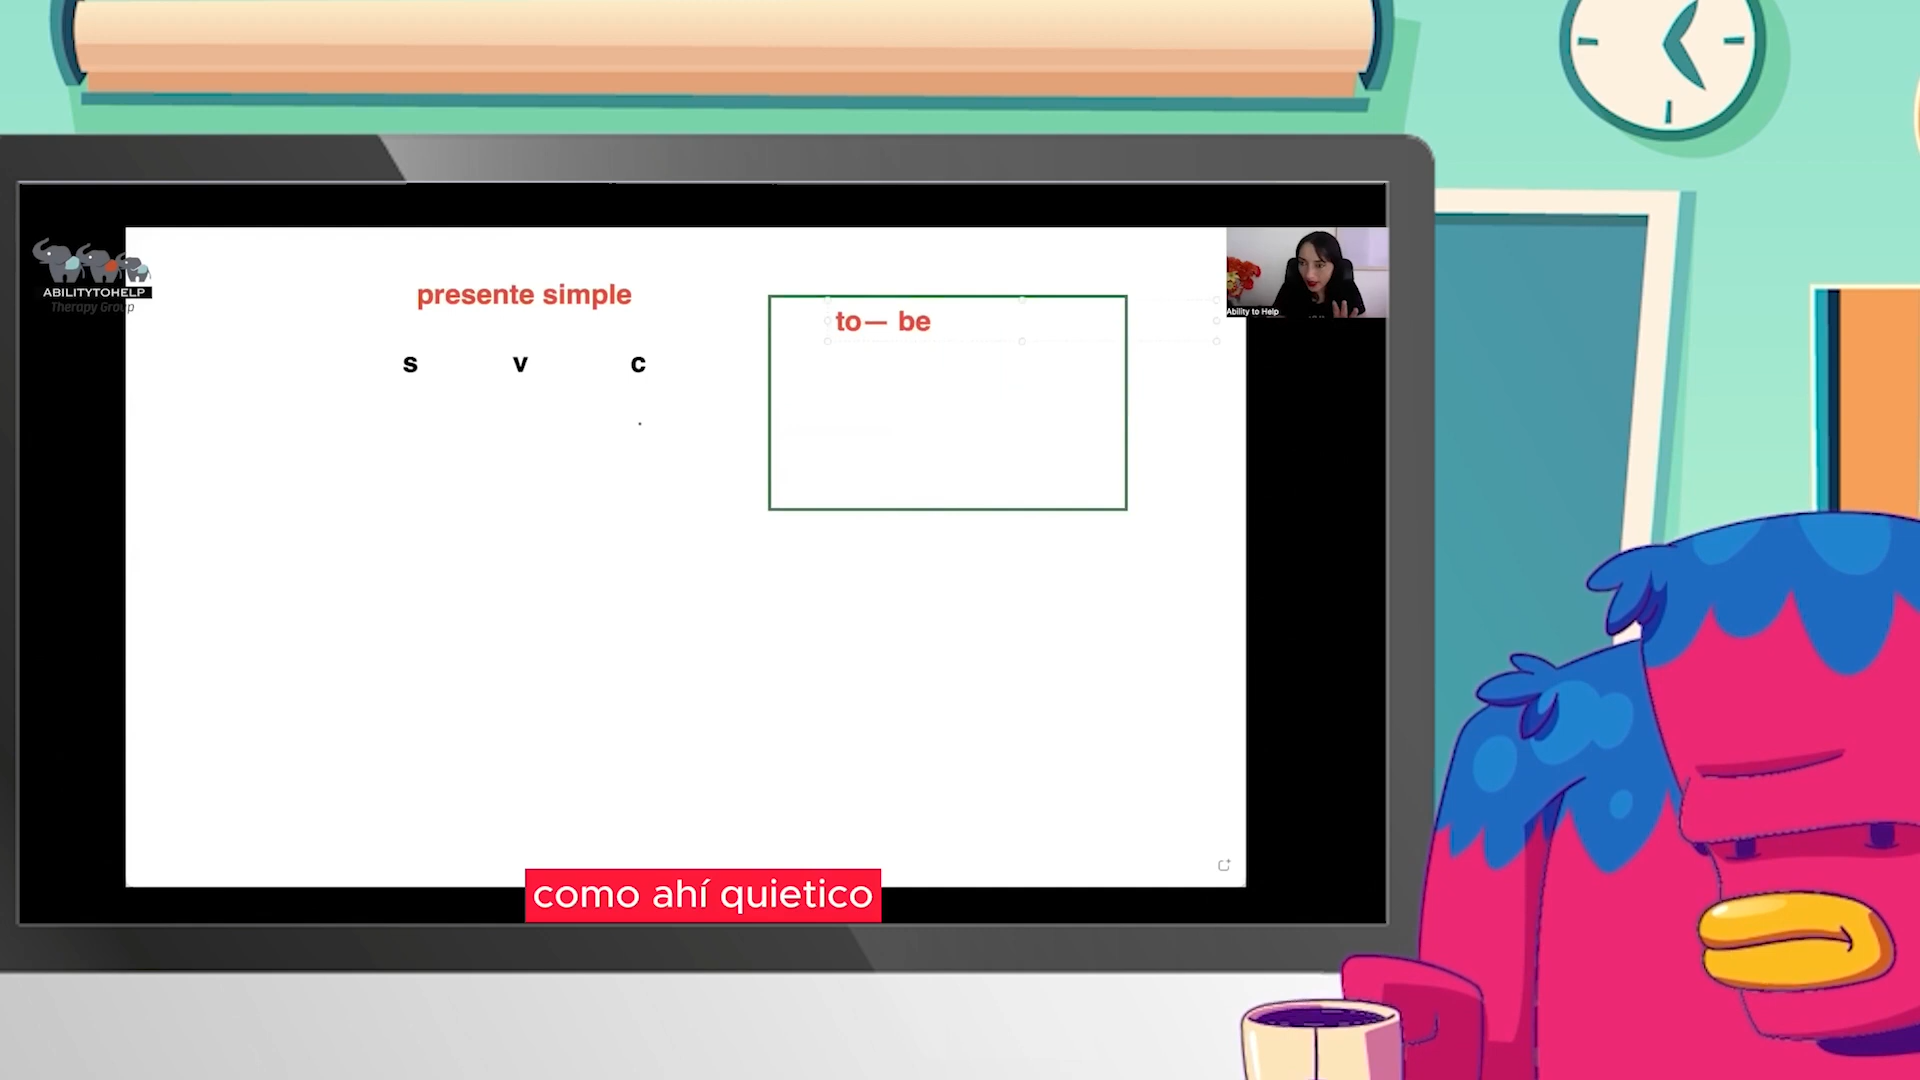 ABILITYTOHELP
Therapy Group
presente simple
s v c
to— be
Ability to Help
como ahí quietico